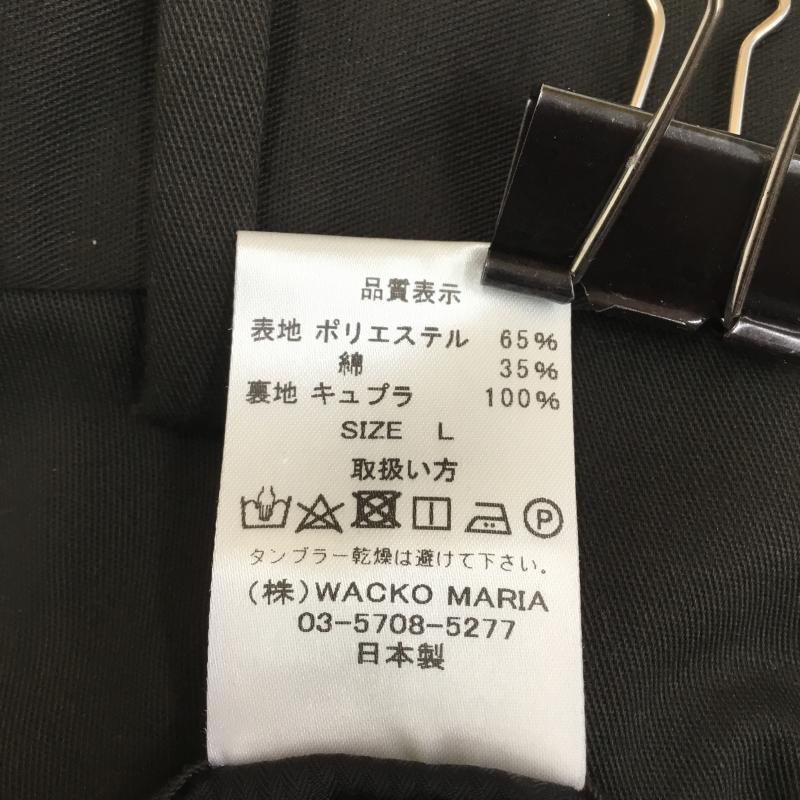 品質表示
表地 ポリエステル 65%
綿 35%
裏地 キュプラ 100%
SIZE L
取扱い方
P
タンブラー乾燥は避けて下さい。
(株)WACKO MARIA
03-5708-5277
日本製